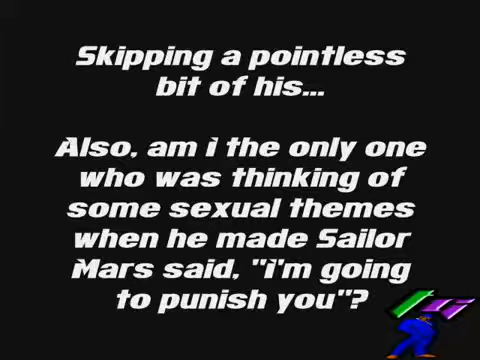 Skipping a pointless
bit of his...
Also, am i the only one
who was thinking of
some sexual themes
when he made Sailor
Mars said, "i'm going
to punish you"?